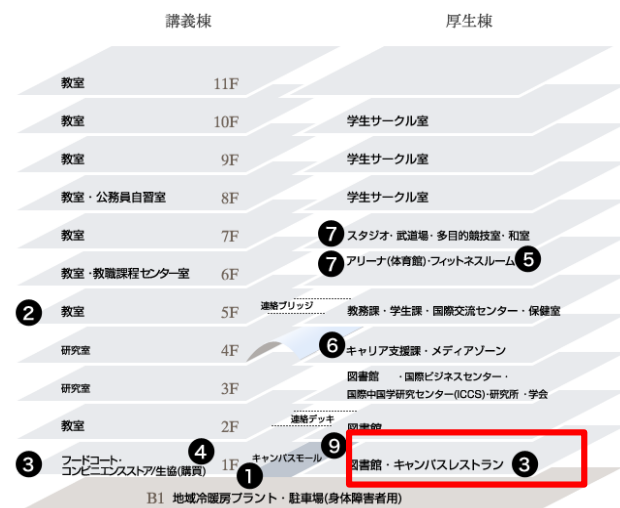 講義棟 厚生棟
教室 11F
教室 10F 学生サークル室
教室 9F 学生サークル室
教室・公務員自習室 8F 学生サークル室
教室 7F ❼ スタジオ・武道場・多目的競技室・和室
教室・教職課程センター室 6F ❼ アリーナ(体育館)・フィットネスルーム ❺
❷ 教室 5F 連絡ブリッジ 教務課・学生課・国際交流センター・保健室
研究室 4F ❻ キャリア支援課・メディアゾーン
研究室 3F 図書館 ・国際ビジネスセンター・
国際中国学研究センター(ICCS)・研究所・学会
教室 2F 連絡デッキ 図書館
❸ フードコート・
コンビニエンスストア/生協(購買) ❹ 1F ❶ キャンパスモール ❾ 図書館・キャンパスレストラン ❸
B1 地域冷暖房プラント・駐車場(身体障害者用)